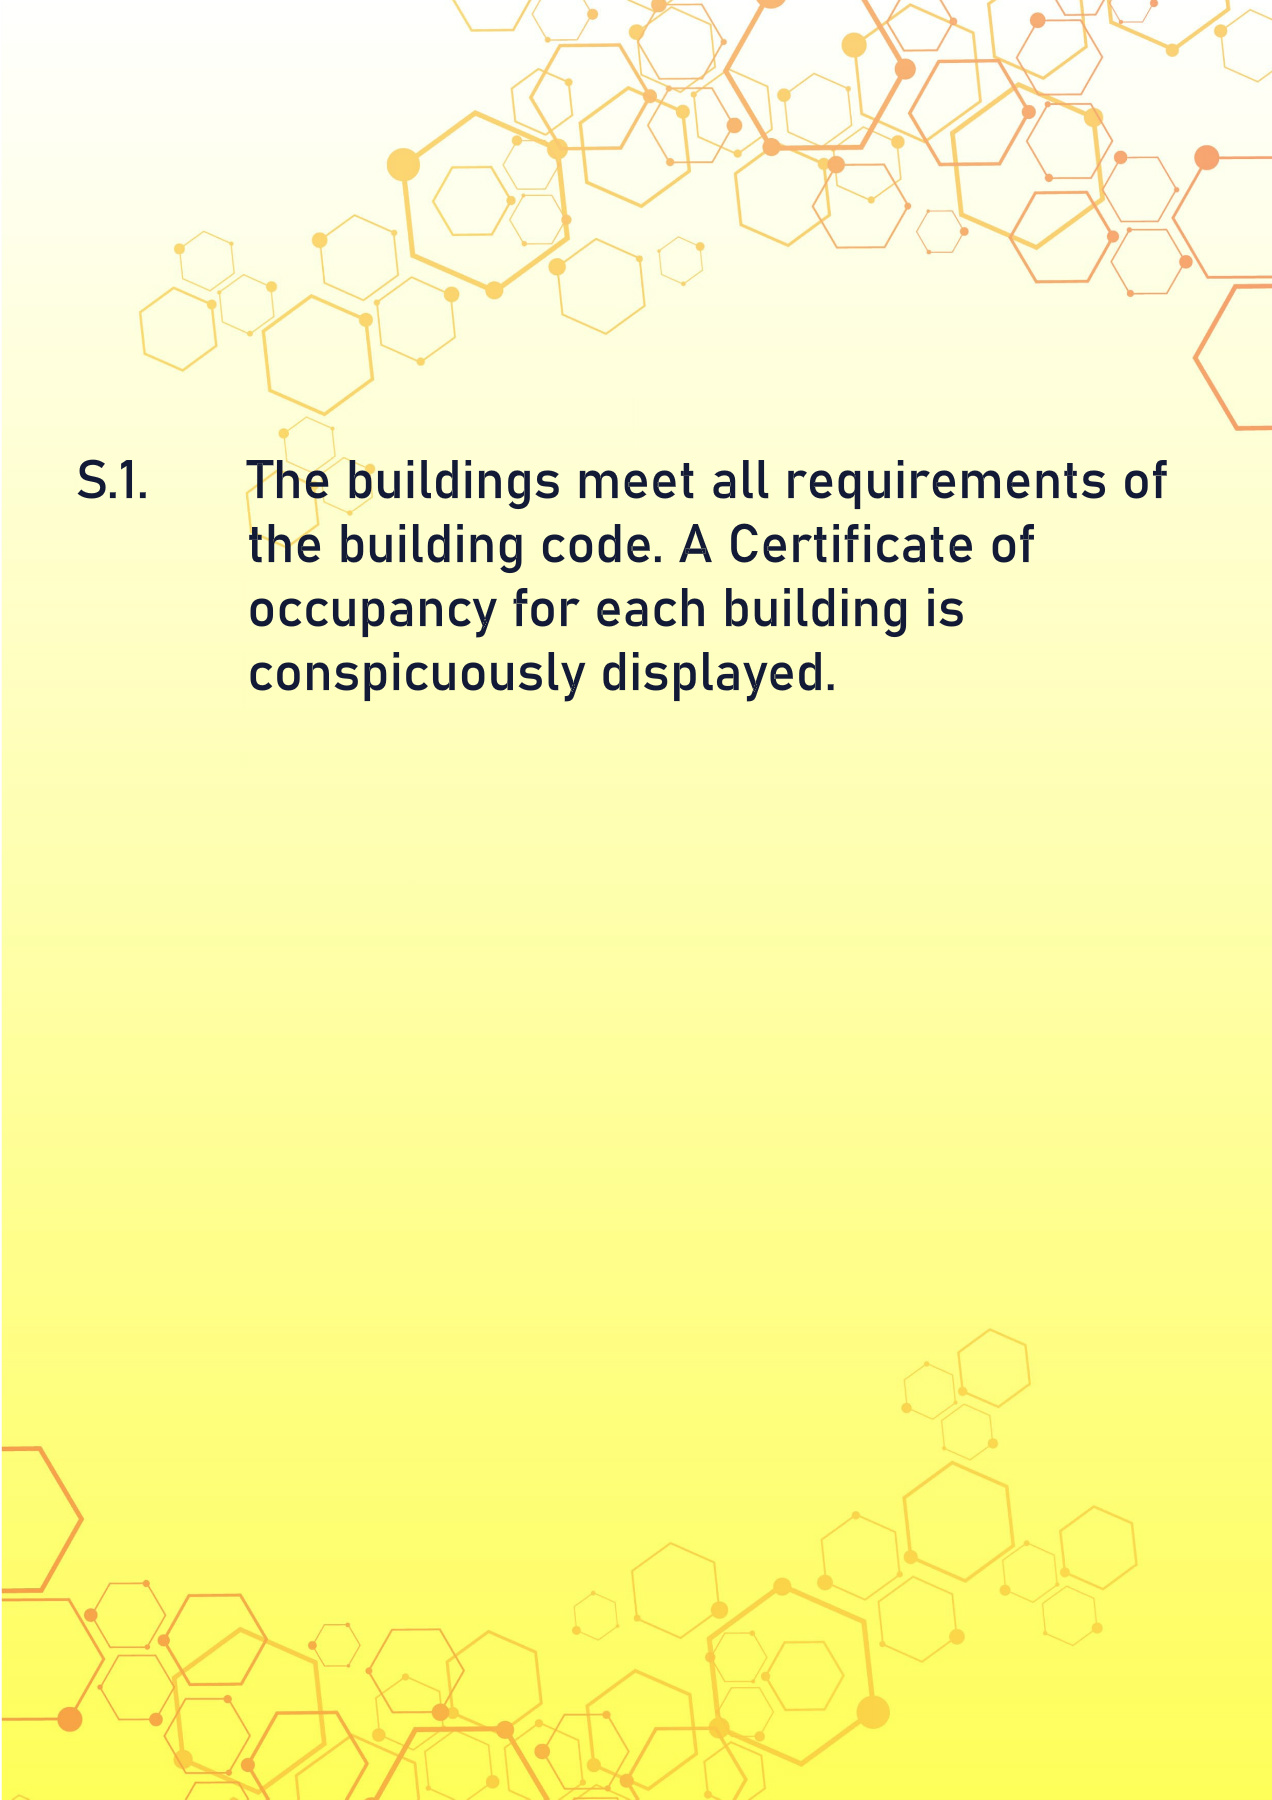 S.1. The buildings meet all requirements of
the building code. A Certificate of
occupancy for each building is
conspicuously displayed.